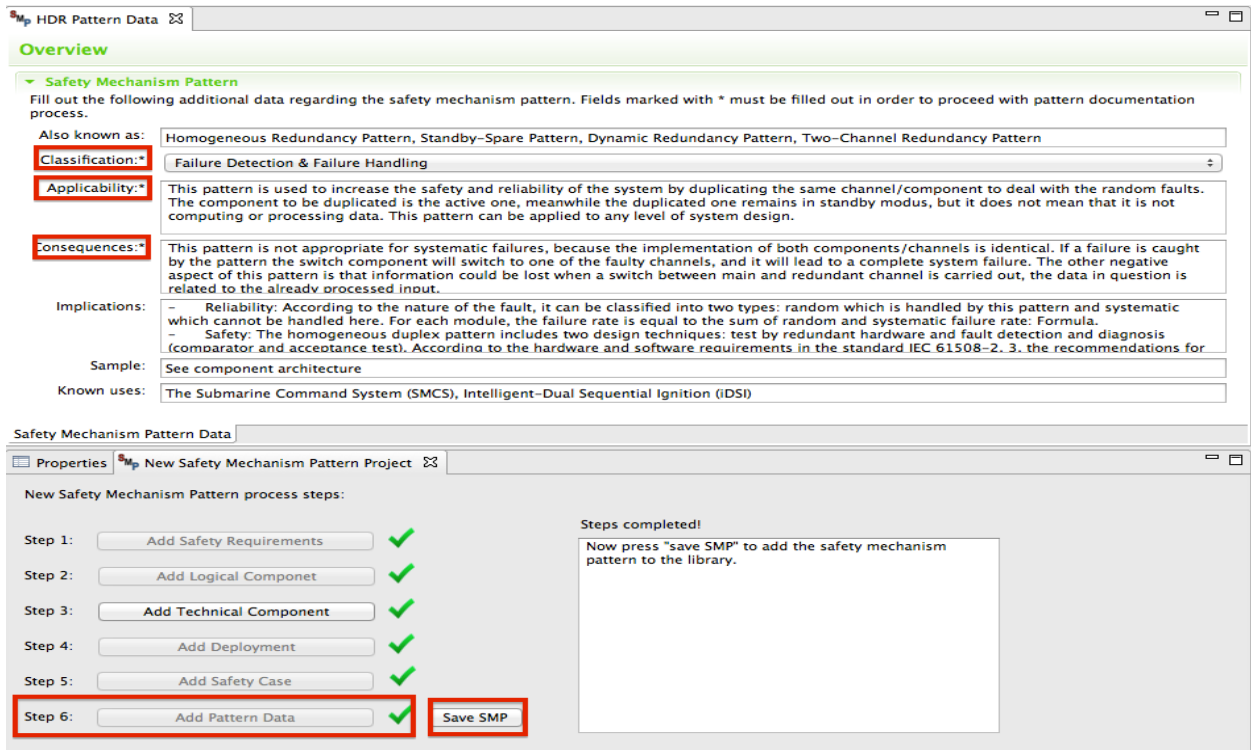 SMP HDR Pattern Data
Overview
Safety Mechanism Pattern
Fill out the following additional data regarding the safety mechanism pattern. Fields marked with * must be filled out in order to proceed with pattern documentation
process.
Also known as: Homogeneous Redundancy Pattern, Standby-Spare Pattern, Dynamic Redundancy Pattern, Two-Channel Redundancy Pattern
Classification:* Failure Detection & Failure Handling
Applicability:* This pattern is used to increase the safety and reliability of the system by duplicating the same channel/component to deal with the random faults.
The component to be duplicated is the active one, meanwhile the duplicated one remains in standby modus, but it does not mean that it is not
computing or processing data. This pattern can be applied to any level of system design.
Consequences:* This pattern is not appropriate for systematic failures, because the implementation of both components/channels is identical. If a failure is caught
by the pattern the switch component will switch to one of the faulty channels, and it will lead to a complete system failure. The other negative
aspect of this pattern is that information could be lost when a switch between main and redundant channel is carried out, the data in question is
related to the already processed input.
Implications: – Reliability: According to the nature of the fault, it can be classified into two types: random which is handled by this pattern and systematic
which cannot be handled here. For each module, the failure rate is equal to the sum of random and systematic failure rate: Formula.
– Safety: The homogeneous duplex pattern includes two design techniques: test by redundant hardware and fault detection and diagnosis
(comparator and acceptance test). According to the hardware and software requirements in the standard IEC 61508-2, 3, the recommendations for
Sample: See component architecture
Known uses: The Submarine Command System (SMCS), Intelligent-Dual Sequential Ignition (iDSI)
Safety Mechanism Pattern Data
Properties SMP New Safety Mechanism Pattern Project
New Safety Mechanism Pattern process steps:
Step 1: Add Safety Requirements
Step 2: Add Logical Componet
Step 3: Add Technical Component
Step 4: Add Deployment
Step 5: Add Safety Case
Step 6: Add Pattern Data Save SMP
Steps completed!
Now press "save SMP" to add the safety mechanism
pattern to the library.